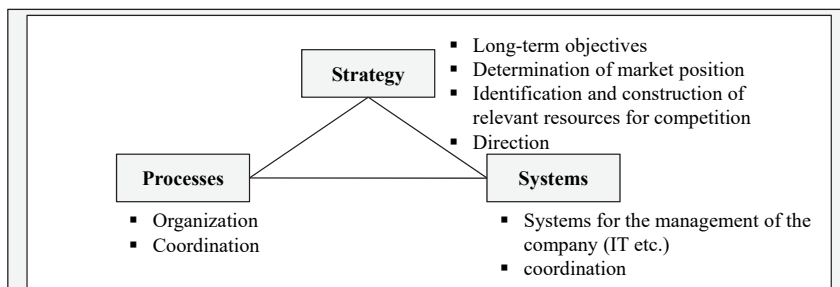 Strategy
▪ Long-term objectives
▪ Determination of market position
▪ Identification and construction of
relevant resources for competition
▪ Direction
Processes
▪ Organization
▪ Coordination
Systems
▪ Systems for the management of the
company (IT etc.)
▪ coordination